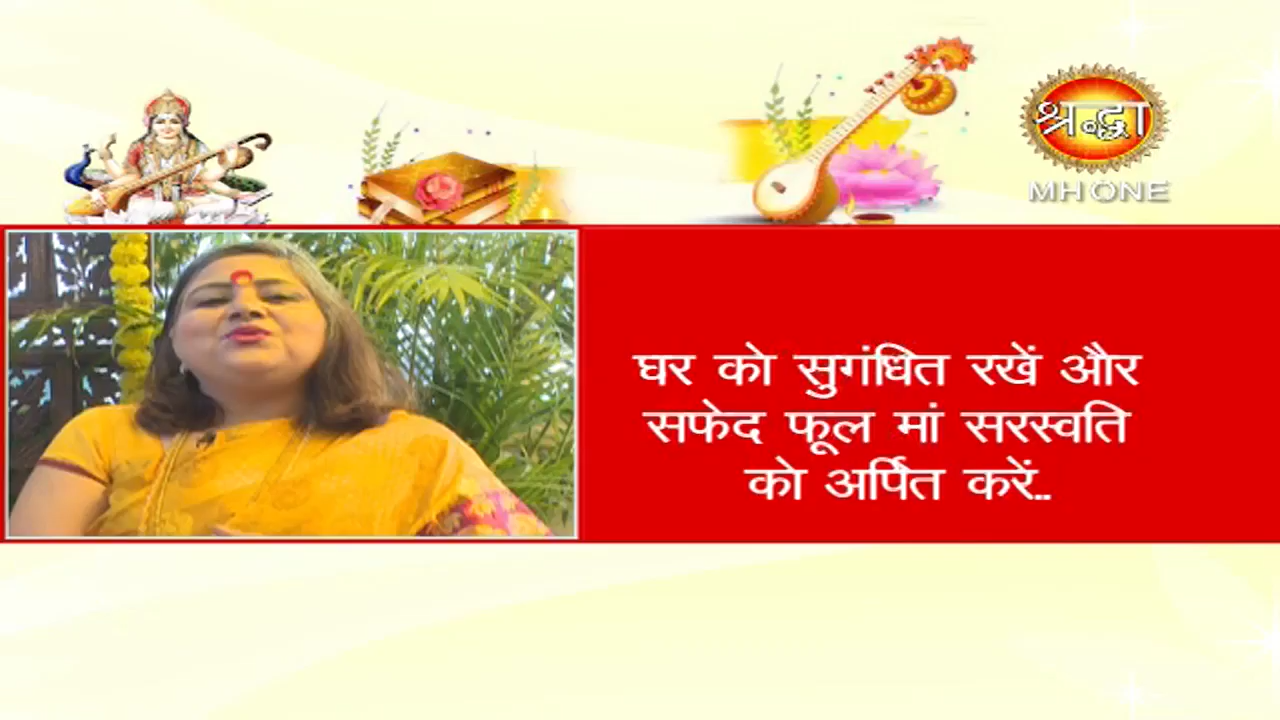 श्रद्धा
MH ONE
घर को सुगंधित रखें और
सफेद फूल मां सरस्वति
को अर्पित करें..